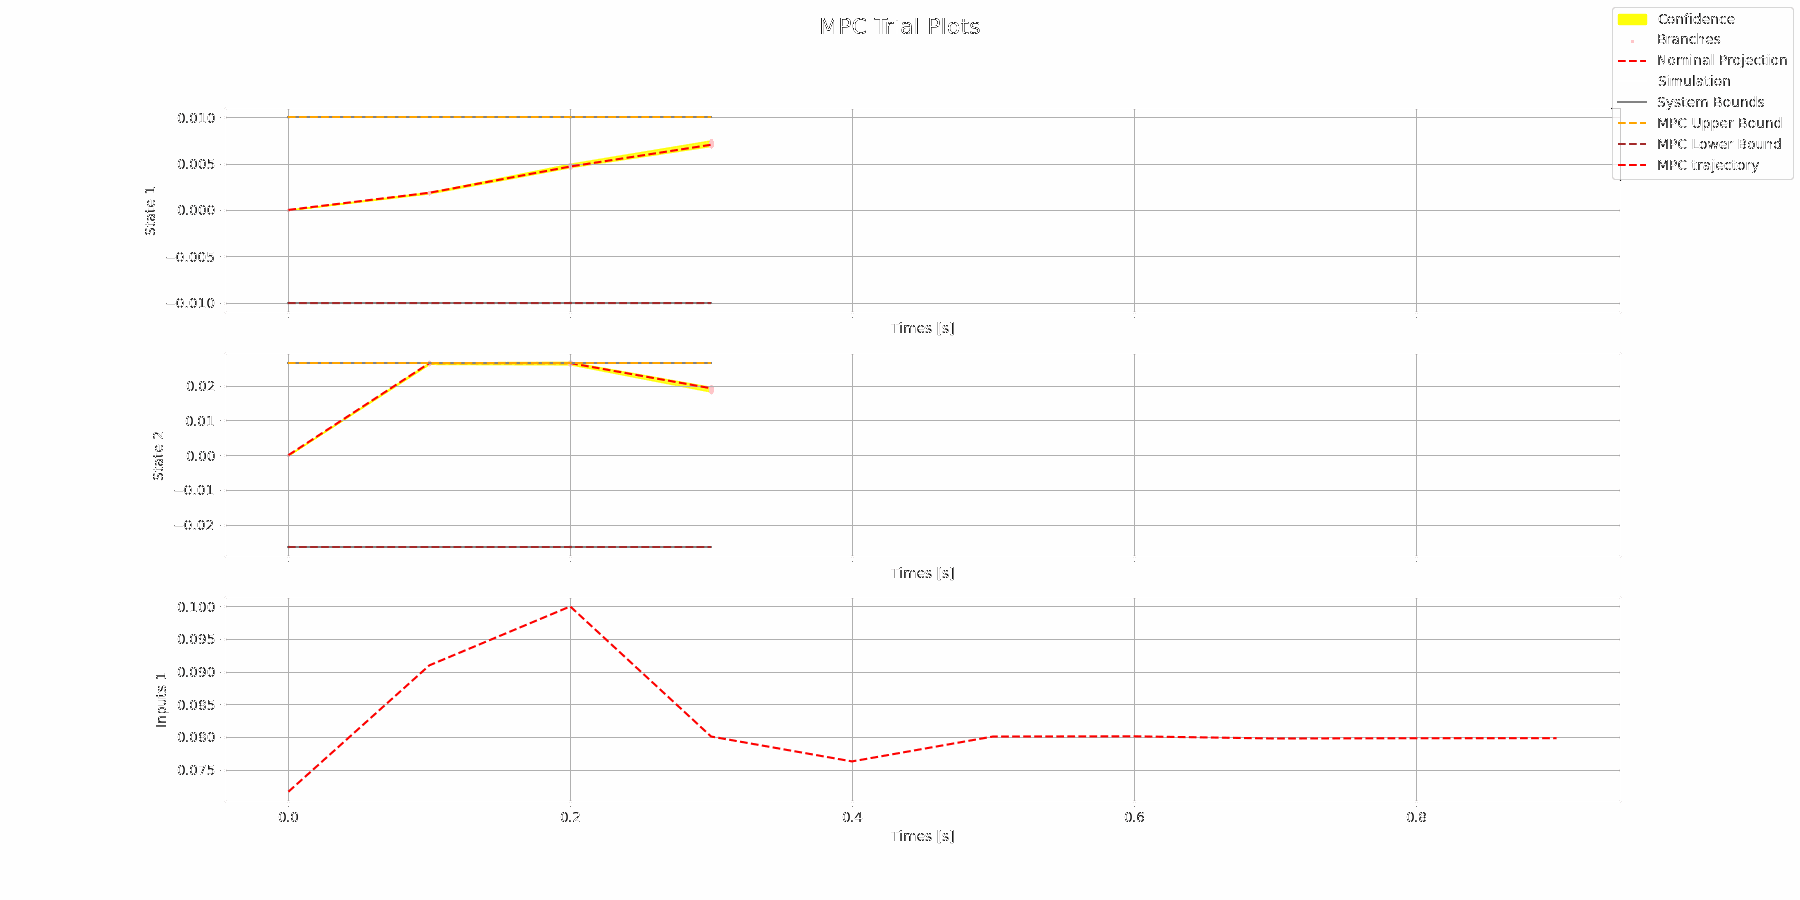 MPC Trial Plots
Confidence
Branches
Nominal Projection
Simulation
System Bounds
MPC Upper Bound
MPC Lower Bound
MPC trajectory
State 1
0.010
0.005
0.000
−0.005
−0.010
Times [s]
State 2
0.02
0.01
0.00
−0.01
−0.02
Times [s]
Inputs 1
0.100
0.095
0.090
0.085
0.080
0.075
0.0 0.2 0.4 0.6 0.8
Times [s]